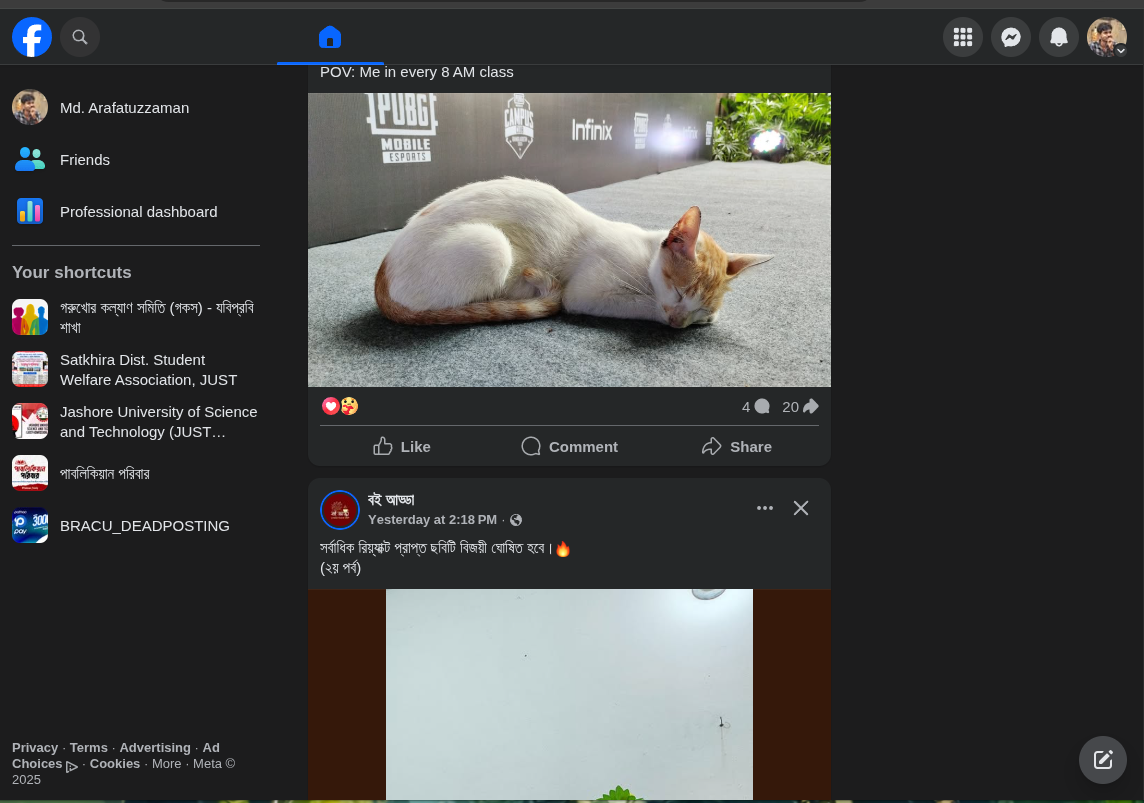 POV: Me in every 8 AM class
Md. Arafatuzzaman
Friends
Professional dashboard
Your shortcuts
গরুখোর কল্যাণ সমিতি (গকস) - যবিপ্রবি
শাখা
Satkhira Dist. Student
Welfare Association, JUST
Jashore University of Science
and Technology (JUST…
পাবলিকিয়ান পরিবার
BRACU_DEADPOSTING
Privacy · Terms · Advertising · Ad
Choices · Cookies · More · Meta ©
2025
PUBG
MOBILE
ESPORTS
CAMPUS
Infinix
4 20
Like Comment Share
বই আড্ডা
Yesterday at 2:18 PM ·
সর্বাধিক রিয়্যাক্ট প্রাপ্ত ছবিটি বিজয়ী ঘোষিত হবে।🔥
(২য় পর্ব)